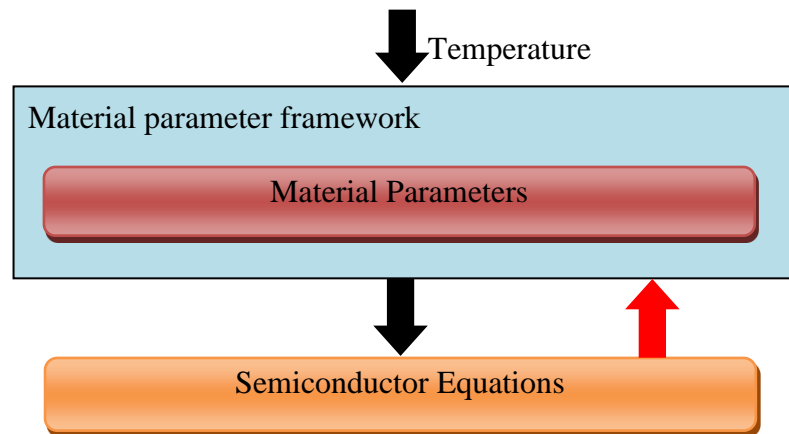 Temperature
Material parameter framework
Material Parameters
Semiconductor Equations